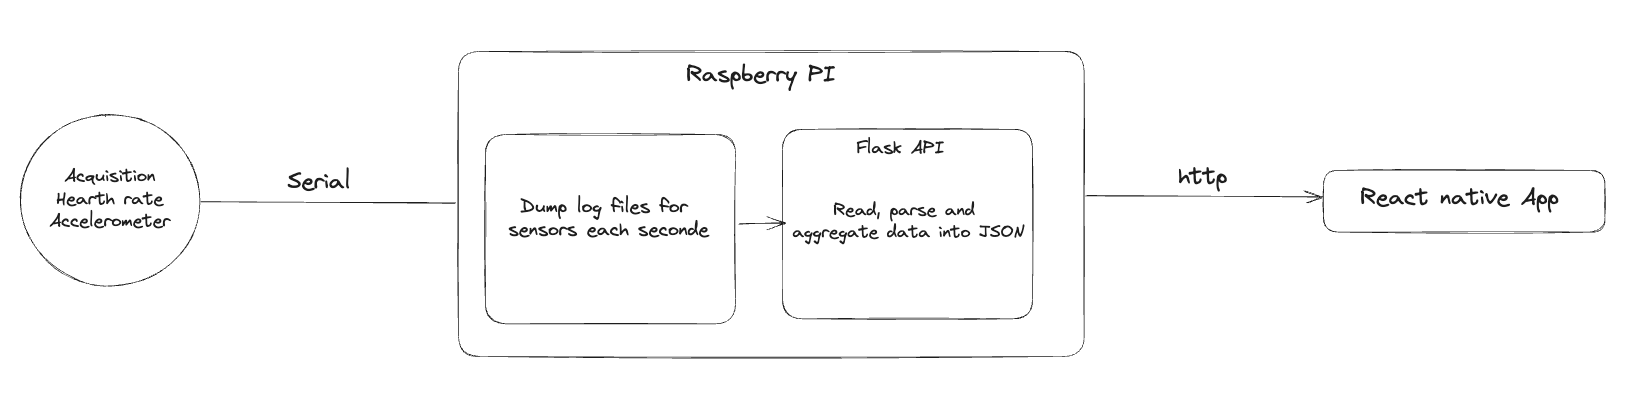 Raspberry PI
Acquisition
Hearth rate
Accelerometer
Serial
Dump log files for
sensors each seconde
Flask API
Read, parse and
aggregate data into JSON
http
React native App